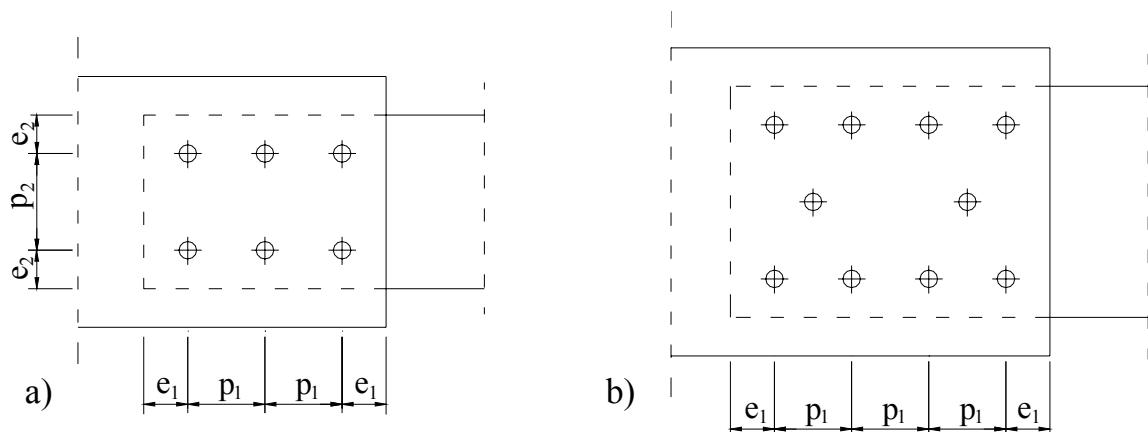 e₂
p₂
e₂
e₁ p₁ p₁ e₁
a)
e₁ p₁ p₁ p₁ e₁
b)